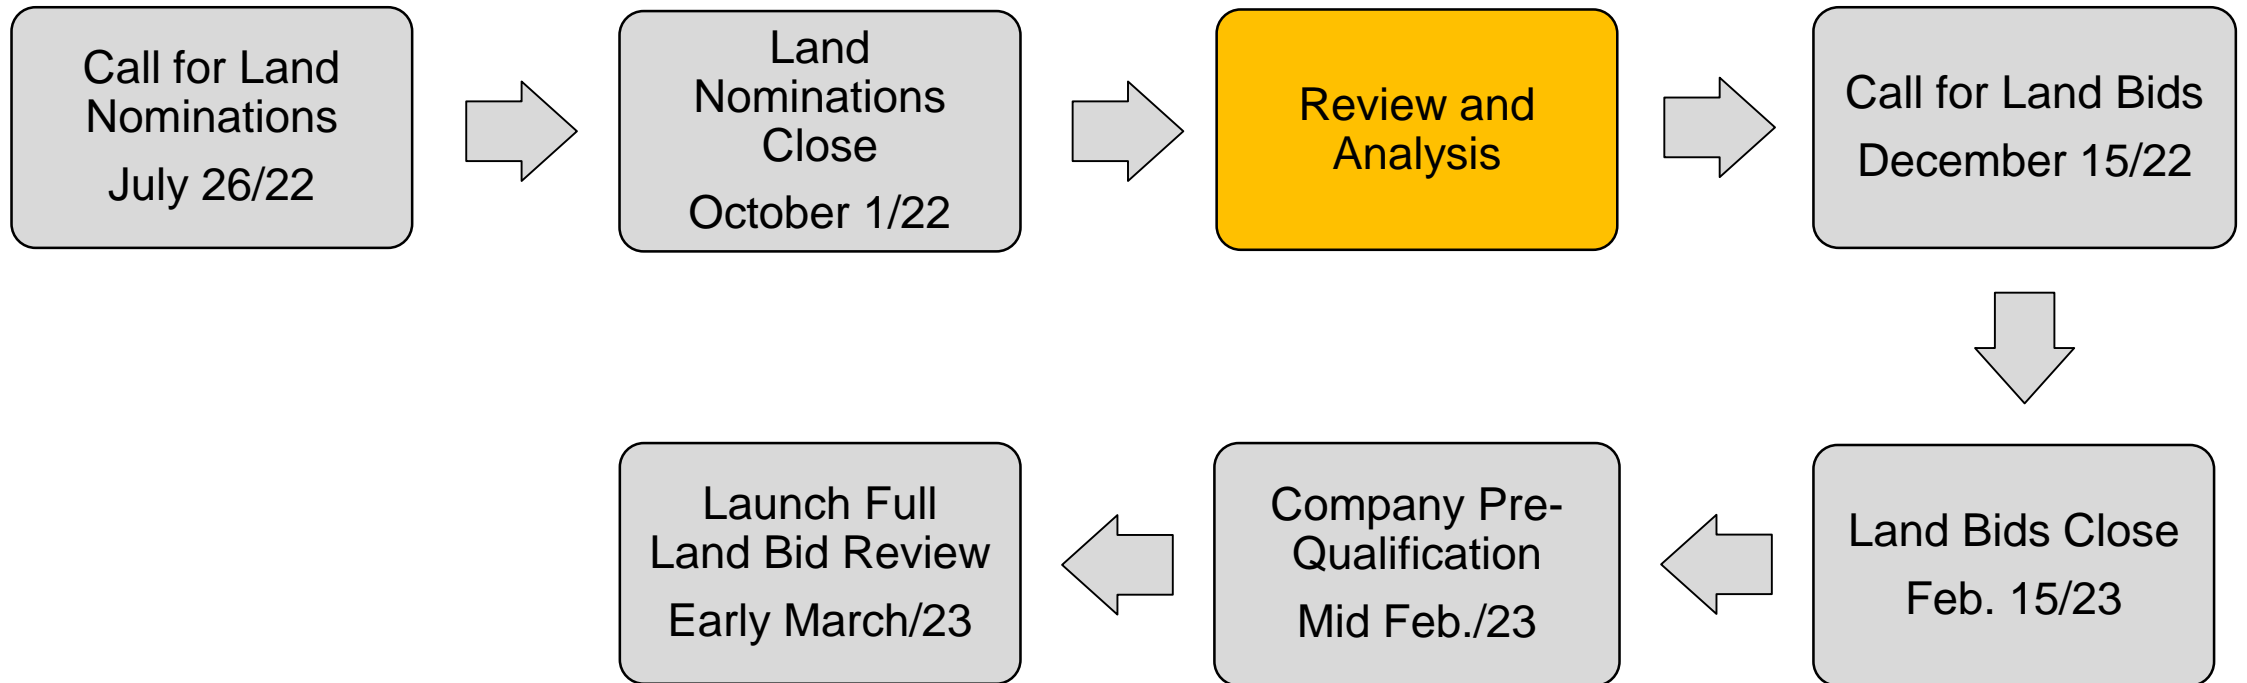 Call for Land
Nominations
July 26/22
Land
Nominations
Close
October 1/22
Review and
Analysis
Call for Land Bids
December 15/22
Land Bids Close
Feb. 15/23
Company Pre-
Qualification
Mid Feb./23
Launch Full
Land Bid Review
Early March/23